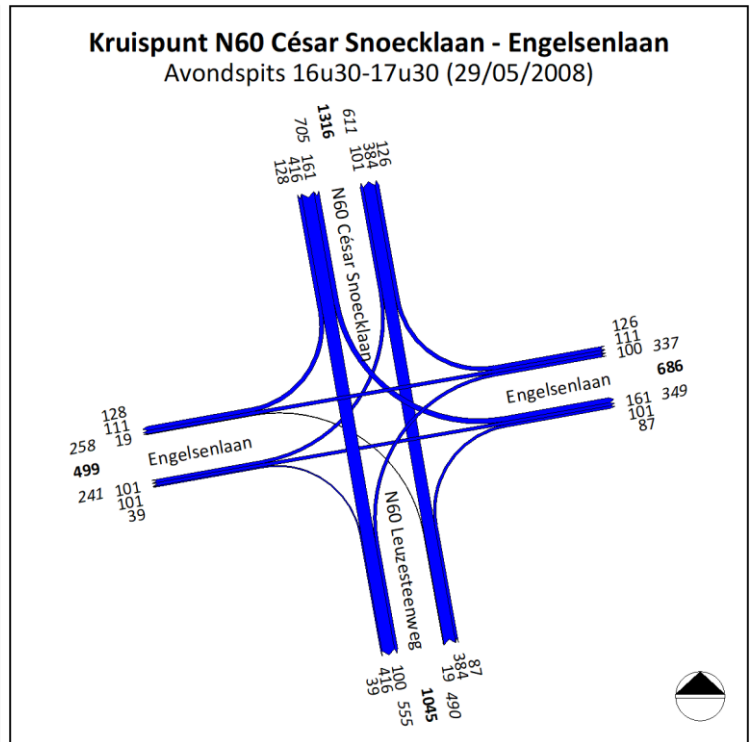 Kruispunt N60 César Snoecklaan - Engelsenlaan
Avondspits 16u30-17u30 (29/05/2008)
705 1316 611
128 416 161
101 384 126
N60 César Snoecklaan
126
111
100 337
686
Engelsenlaan
161 349
101
87
128
111
258 19
499
Engelsenlaan
241 101
101
39
N60 Leuzesteenweg
39 416 100
19 384 87
555 1045 490